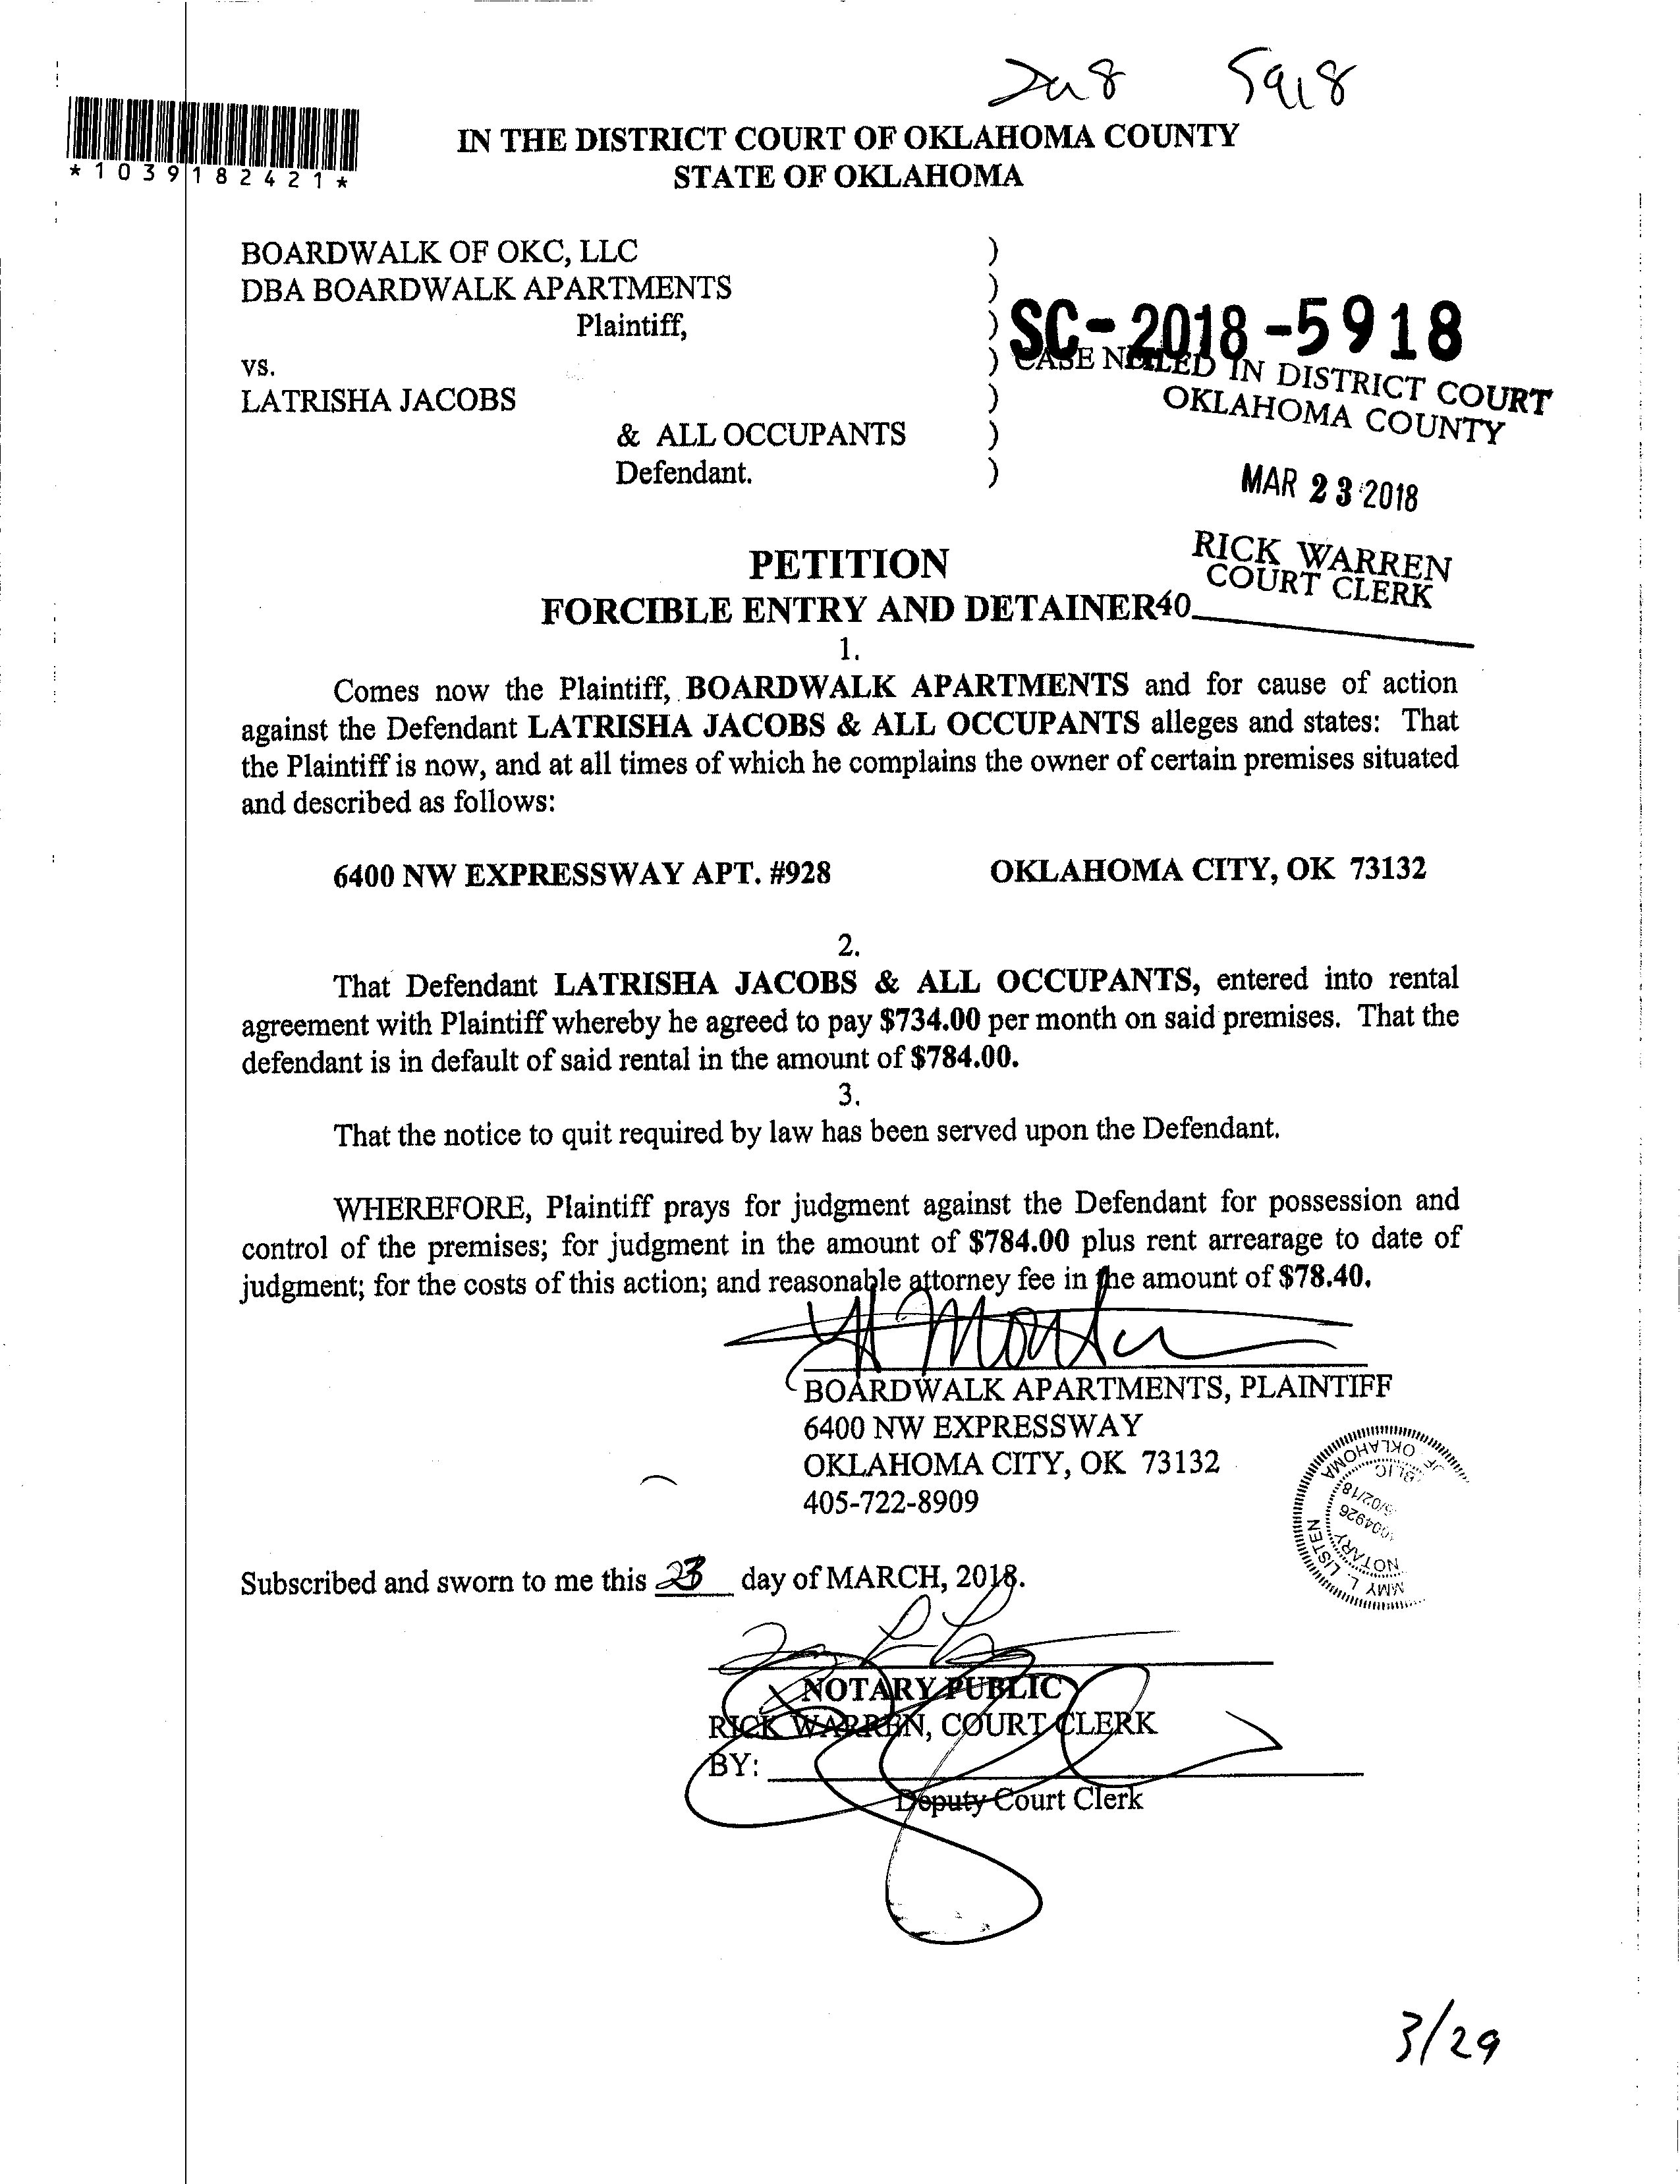 5918
*1039182421*
IN THE DISTRICT COURT OF OKLAHOMA COUNTY
STATE OF OKLAHOMA
BOARDWALK OF OKC, LLC )
DBA BOARDWALK APARTMENTS )
Plaintiff, ) SC-2018-5918
vs. ) CASE NO
FILED IN DISTRICT COURT
LATRISHA JACOBS )
OKLAHOMA COUNTY
& ALL OCCUPANTS )
Defendant. )
MAR 23 2018
RICK WARREN
COURT CLERK
PETITION
FORCIBLE ENTRY AND DETAINER
40
1.
Comes now the Plaintiff, BOARDWALK APARTMENTS and for cause of action
against the Defendant LATRISHA JACOBS & ALL OCCUPANTS alleges and states: That
the Plaintiff is now, and at all times of which he complains the owner of certain premises situated
and described as follows:
6400 NW EXPRESSWAY APT. #928 OKLAHOMA CITY, OK 73132
2.
That Defendant LATRISHA JACOBS & ALL OCCUPANTS, entered into rental
agreement with Plaintiff whereby he agreed to pay $734.00 per month on said premises. That the
defendant is in default of said rental in the amount of $784.00.
3.
That the notice to quit required by law has been served upon the Defendant.
WHEREFORE, Plaintiff prays for judgment against the Defendant for possession and
control of the premises; for judgment in the amount of $784.00 plus rent arrearage to date of
judgment; for the costs of this action; and reasonable attorney fee in the amount of $78.40.
BOARDWALK APARTMENTS, PLAINTIFF
6400 NW EXPRESSWAY
OKLAHOMA CITY, OK 73132
405-722-8909
Subscribed and sworn to me this 23 day of MARCH, 2018.
NOTARY PUBLIC
RICK WARREN, COURT CLERK
BY:
Deputy Court Clerk
MMY L. LISTEN
NOTARY
OKLAHOMA
3/29